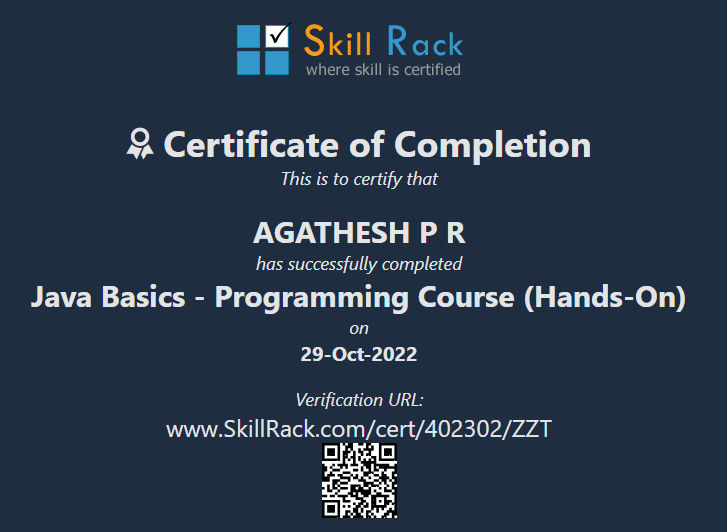 Skill Rack
where skill is certified
Certificate of Completion
This is to certify that
AGATHESH P R
has successfully completed
Java Basics - Programming Course (Hands-On)
on
29-Oct-2022
Verification URL:
www.SkillRack.com/cert/402302/ZZT